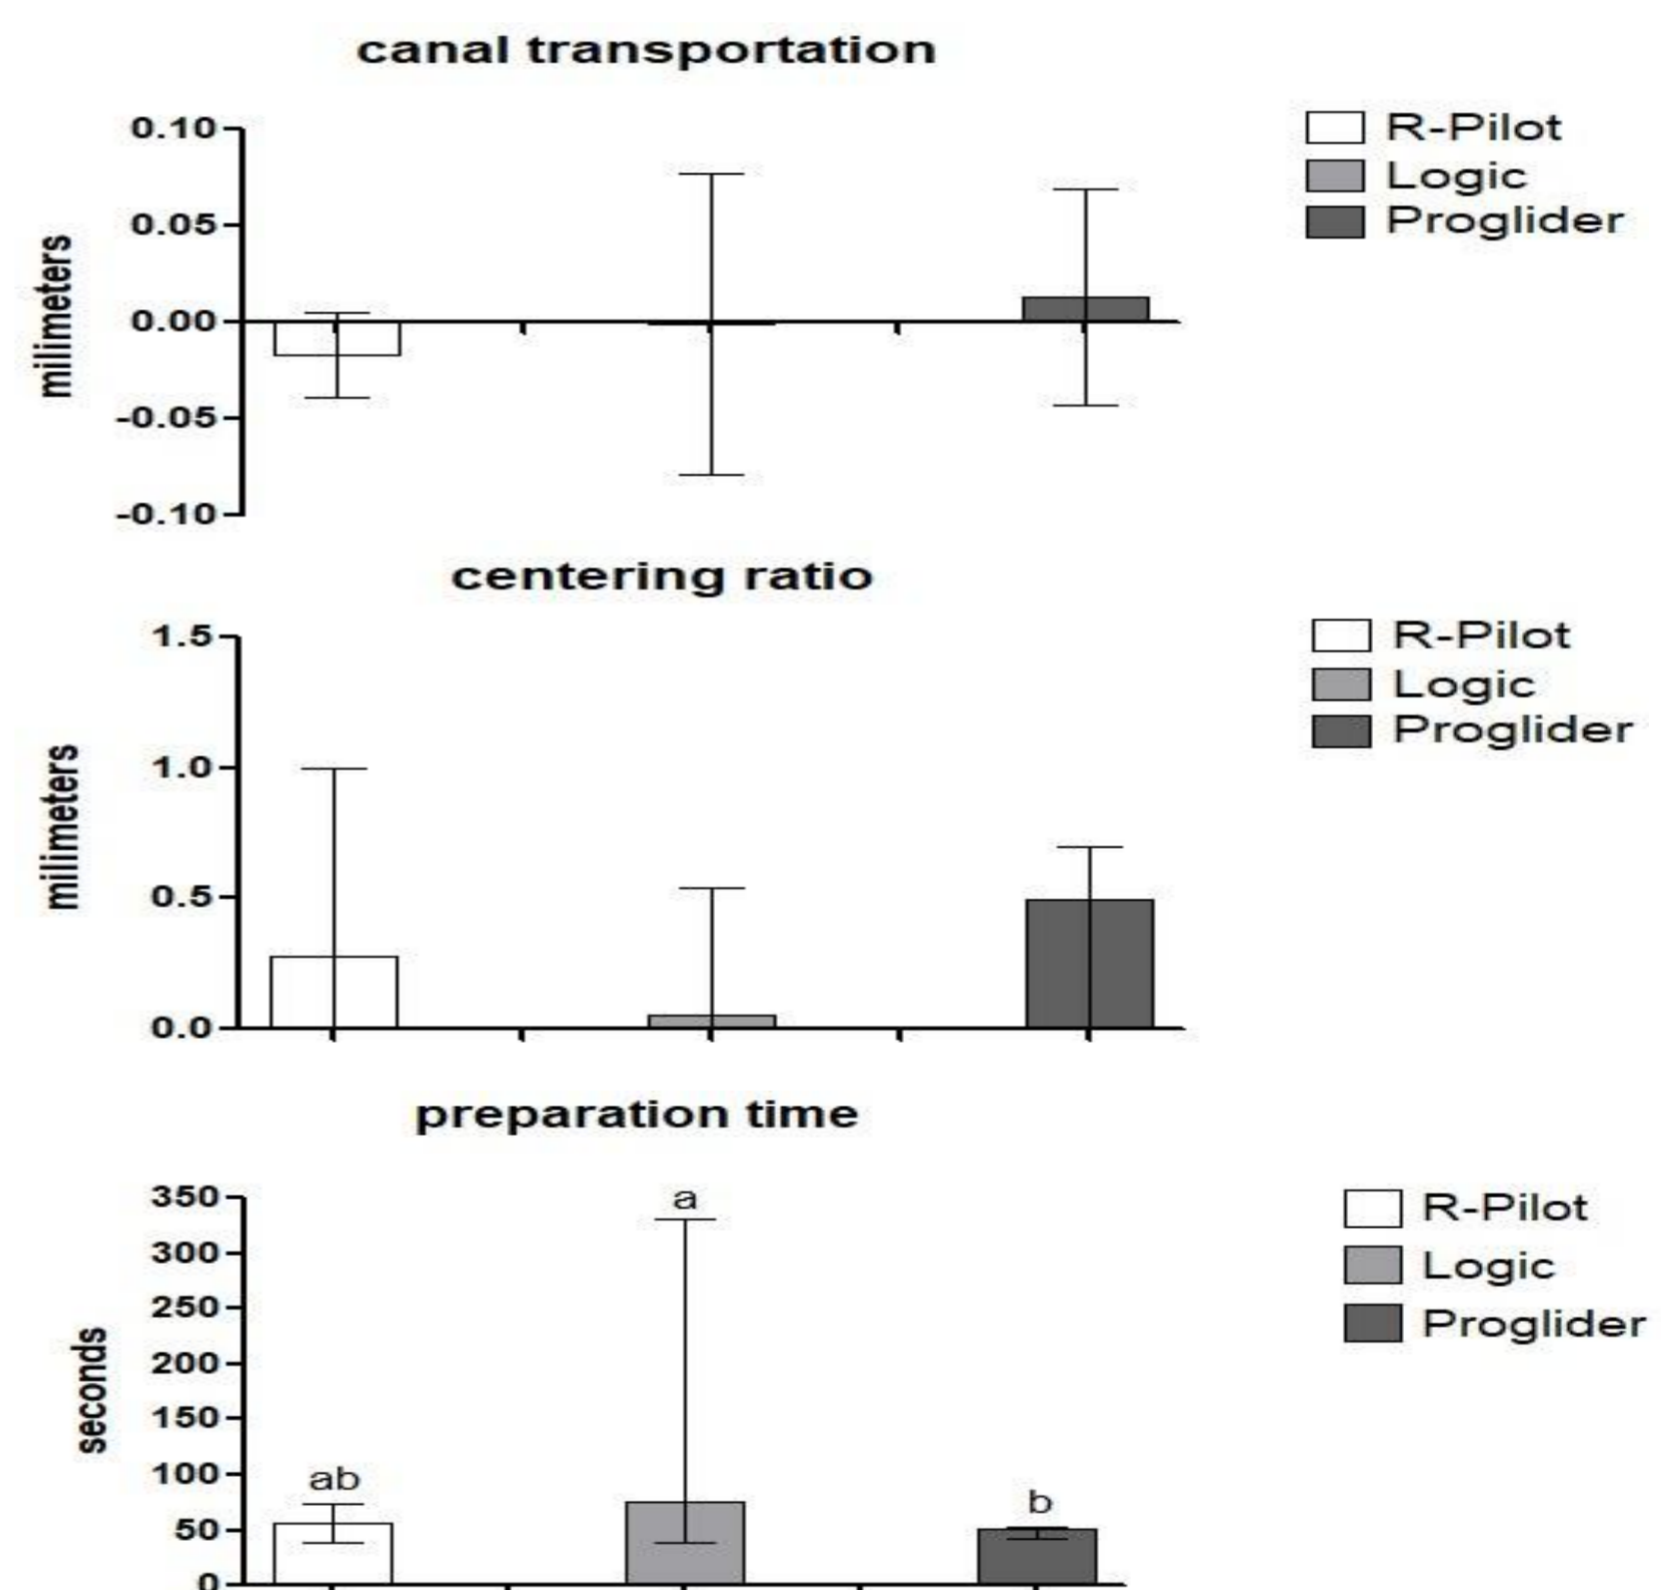 canal transportation
milimeters
0.10
0.05
0.00
-0.05
-0.10
R-Pilot
Logic
Proglider
centering ratio
milimeters
1.5
1.0
0.5
0.0
R-Pilot
Logic
Proglider
preparation time
seconds
350
300
250
200
150
100
50
0
ab
a
b
R-Pilot
Logic
Proglider